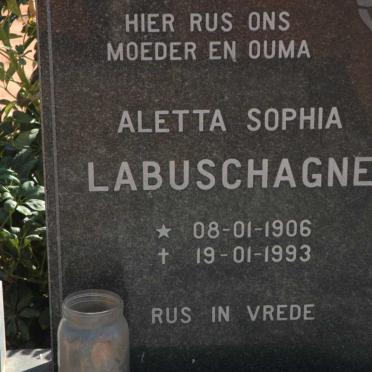 HIER RUS ONS
MOEDER EN OUMA
ALETTA SOPHIA
LABUSCHAGNE
★ 08-01-1906
✝ 19-01-1993
RUS IN VREDE